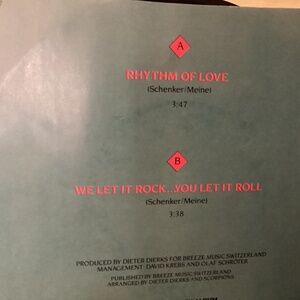 A
RHYTHM OF LOVE
(Schenker/Meine)
3:47
B
WE LET IT ROCK...YOU LET IT ROLL
(Schenker/Meine)
3:38
PRODUCED BY DIETER DIERKS FOR BREEZE MUSIC SWITZERLAND
MANAGEMENT: DAVID KREBS AND OLAF SCHRÖTER
PUBLISHED BY BREEZE MUSIC SWITZERLAND
ARRANGED BY DIETER DIERKS AND SCORPIONS